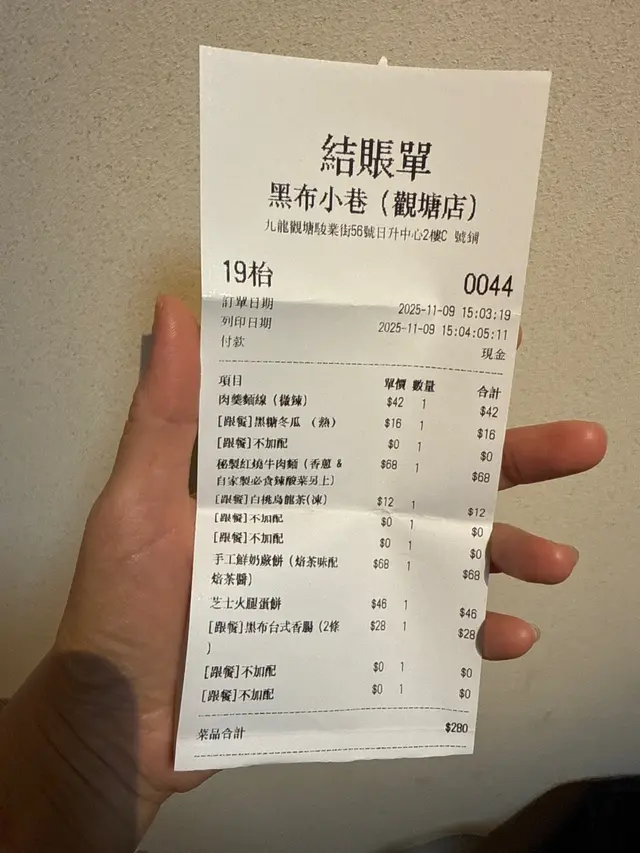 結賬單
黑布小巷（觀塘店）
九龍觀塘駿業街56號日升中心2樓C 號鋪
19枱 0044
訂單日期 2025-11-09 15:03:19
列印日期 2025-11-09 15:04:05:11
付款 現金
項目 單價 數量 合計
肉羹麵線（微辣） $42 1 $42
[跟餐]黑糖冬瓜 （熱） $16 1 $16
[跟餐]不加配 $0 1 $0
秘製紅燒牛肉麵（香蔥 & $68 1 $68
自家製必食辣酸菜另上）
[跟餐]白桃烏龍茶(凍) $12 1 $12
[跟餐]不加配 $0 1 $0
[跟餐]不加配 $0 1 $0
手工鮮奶蕨餅（焙茶味配 $68 1 $68
焙茶醬）
芝士火腿蛋餅 $46 1 $46
[跟餐]黑布台式香腸（2條 $28 1 $28
）
[跟餐]不加配 $0 1 $0
[跟餐]不加配 $0 1 $0
菜品合計 $280